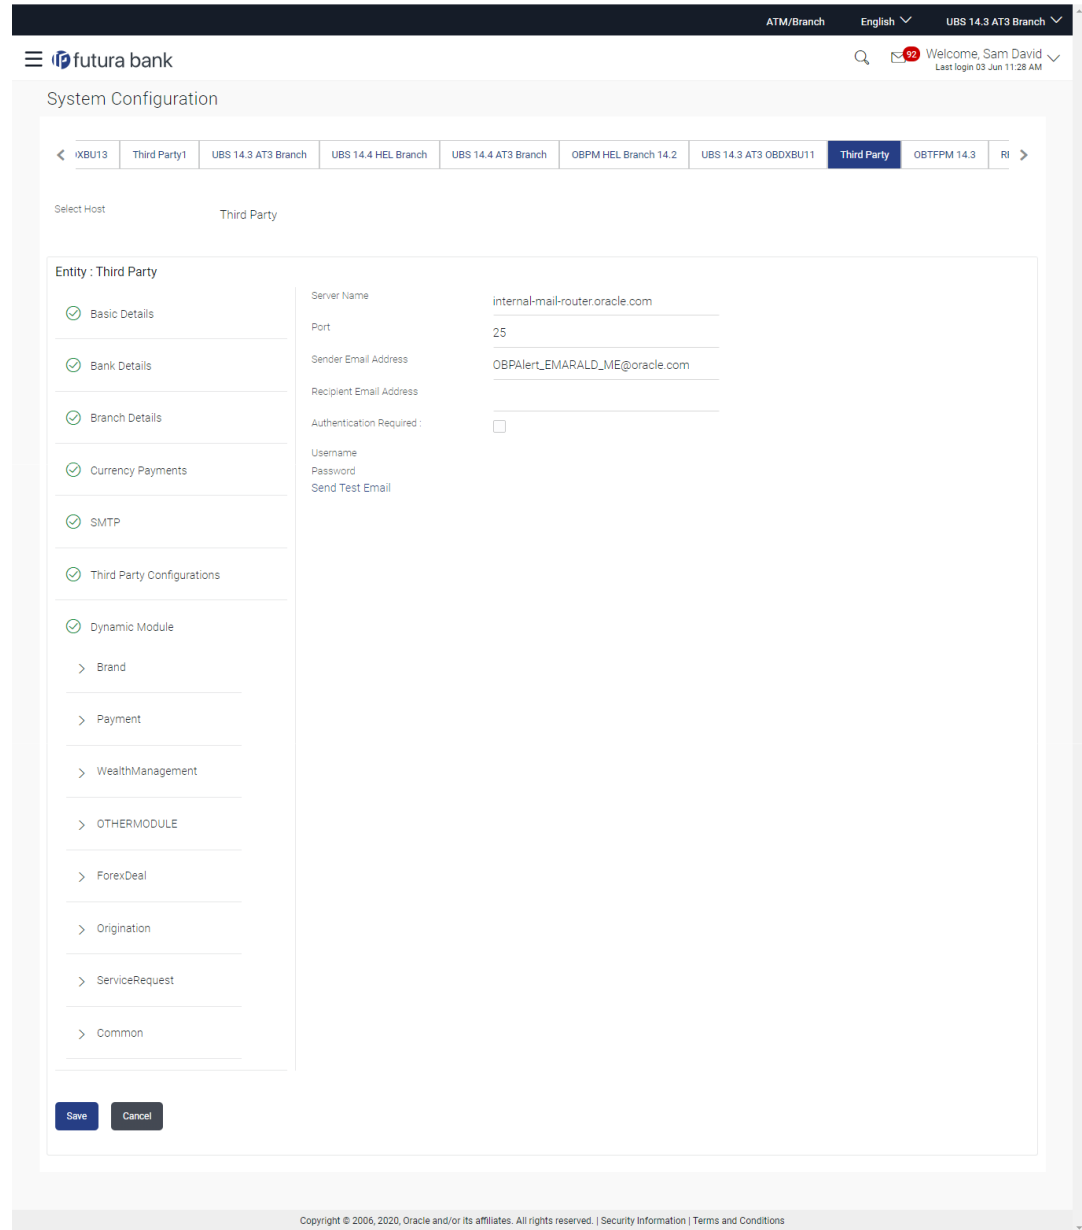 ATM/Branch English UBS 14.3 AT3 Branch
futura bank 92 Welcome, Sam David
Last login 03 Jun 11:28 AM
System Configuration
XBU13 Third Party1 UBS 14.3 AT3 Branch UBS 14.4 HEL Branch UBS 14.4 AT3 Branch OBPM HEL Branch 14.2 UBS 14.3 AT3 OBDXBU11 Third Party OBTFPM 14.3
Select Host Third Party
Entity : Third Party
Basic Details
Bank Details
Branch Details
Currency Payments
SMTP
Third Party Configurations
Dynamic Module
Brand
Payment
WealthManagement
OTHERMODULE
ForexDeal
Origination
ServiceRequest
Common
Server Name internal-mail-router.oracle.com
Port 25
Sender Email Address OBPAlert_EMARALD_ME@oracle.com
Recipient Email Address
Authentication Required :
Username
Password
Send Test Email
Save Cancel
Copyright © 2006, 2020, Oracle and/or its affiliates. All rights reserved. | Security Information | Terms and Conditions